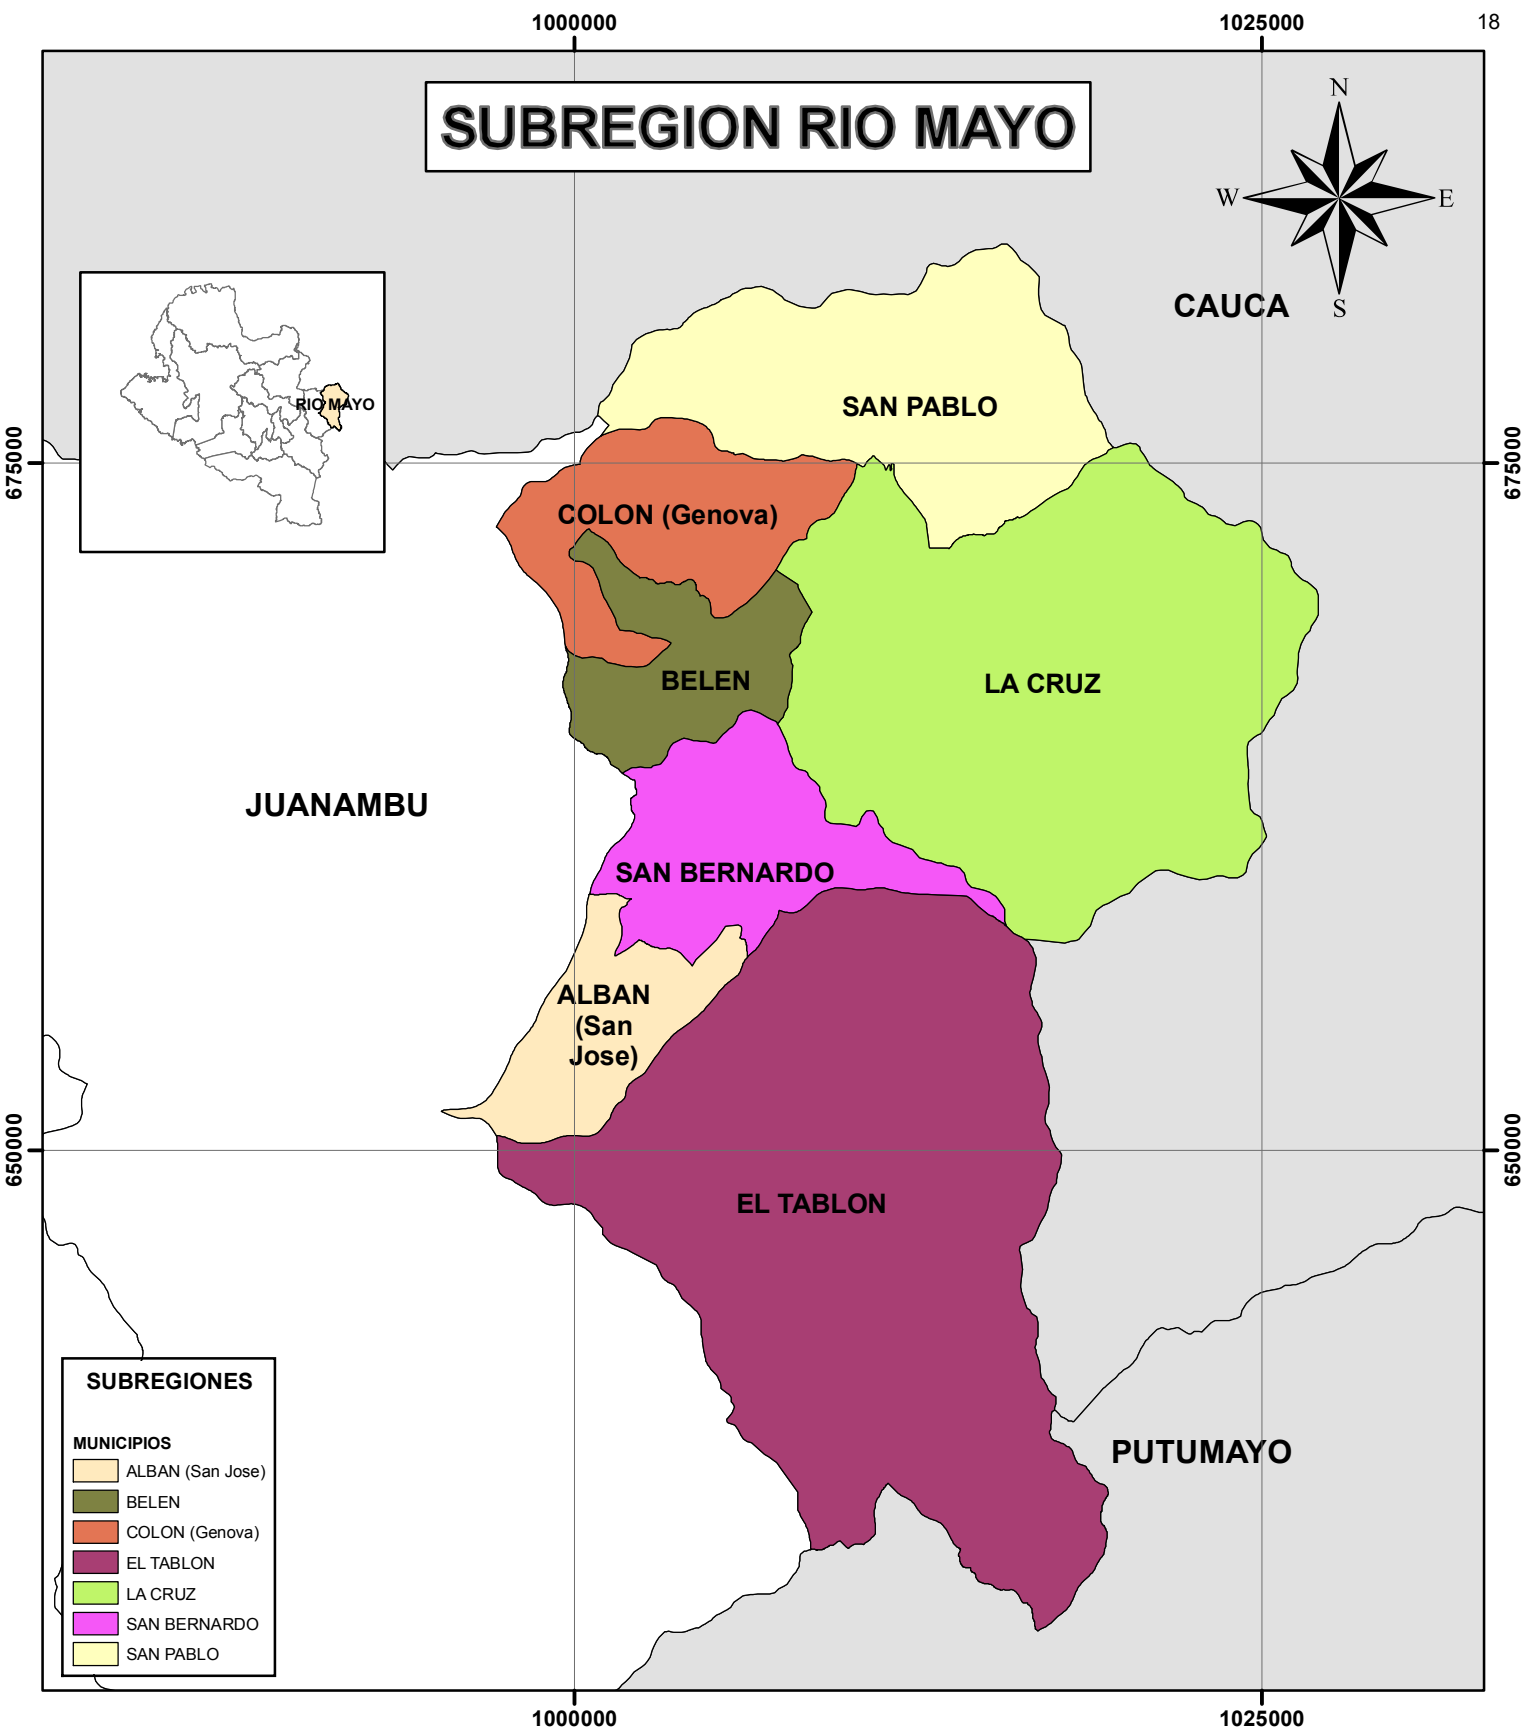 1000000
1025000
18
SUBREGION RIO MAYO
N
W
E
S
CAUCA
RIO MAYO
SAN PABLO
675000
675000
COLON (Genova)
BELEN
LA CRUZ
JUANAMBU
SAN BERNARDO
ALBAN
(San
Jose)
650000
650000
EL TABLON
PUTUMAYO
SUBREGIONES
MUNICIPIOS
ALBAN (San Jose)
BELEN
COLON (Genova)
EL TABLON
LA CRUZ
SAN BERNARDO
SAN PABLO
1000000
1025000